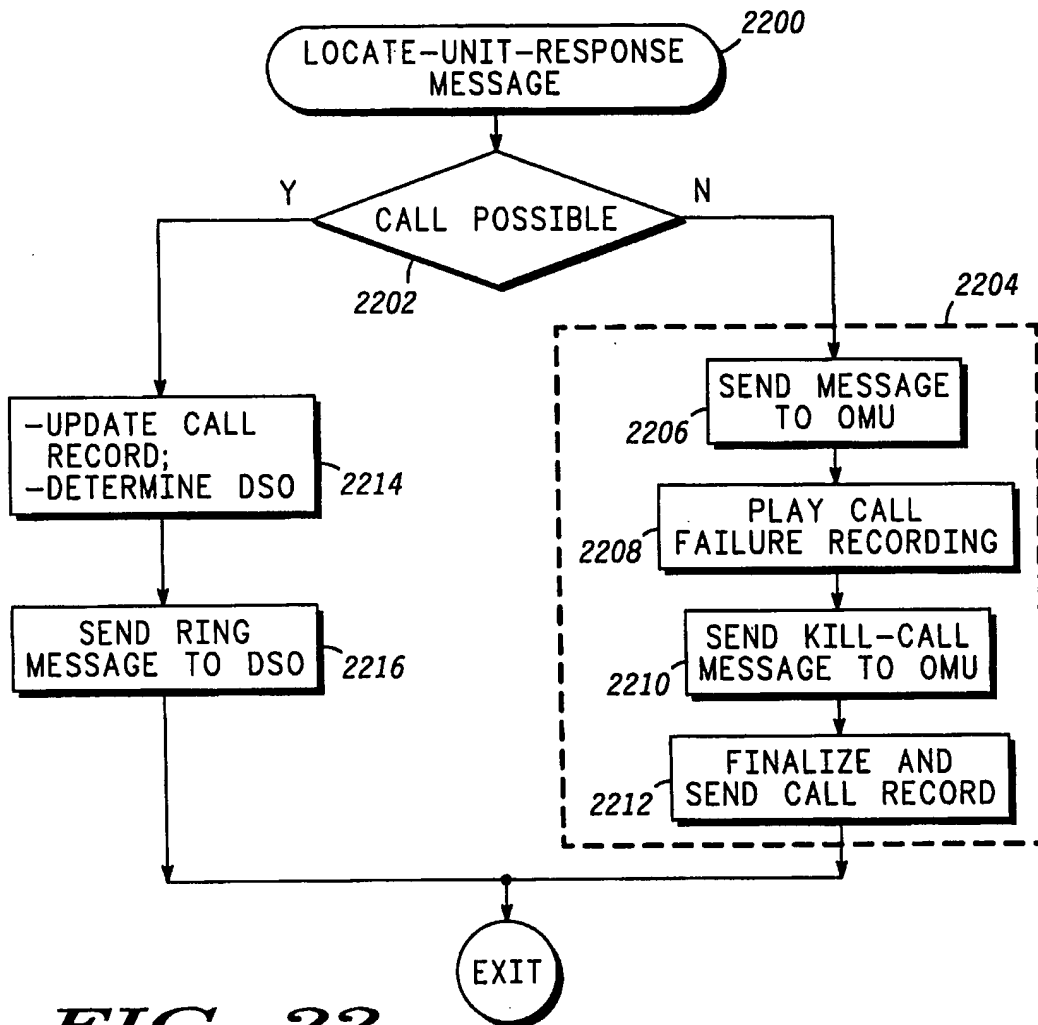 2200
LOCATE-UNIT-RESPONSE
MESSAGE
Y
N
CALL POSSIBLE
2202
2204
-UPDATE CALL
RECORD;
-DETERMINE DSO
2214
SEND MESSAGE
TO OMU
2206
PLAY CALL
FAILURE RECORDING
2208
SEND RING
MESSAGE TO DSO
2216
SEND KILL-CALL
MESSAGE TO OMU
2210
FINALIZE AND
SEND CALL RECORD
2212
EXIT
FIG. 22